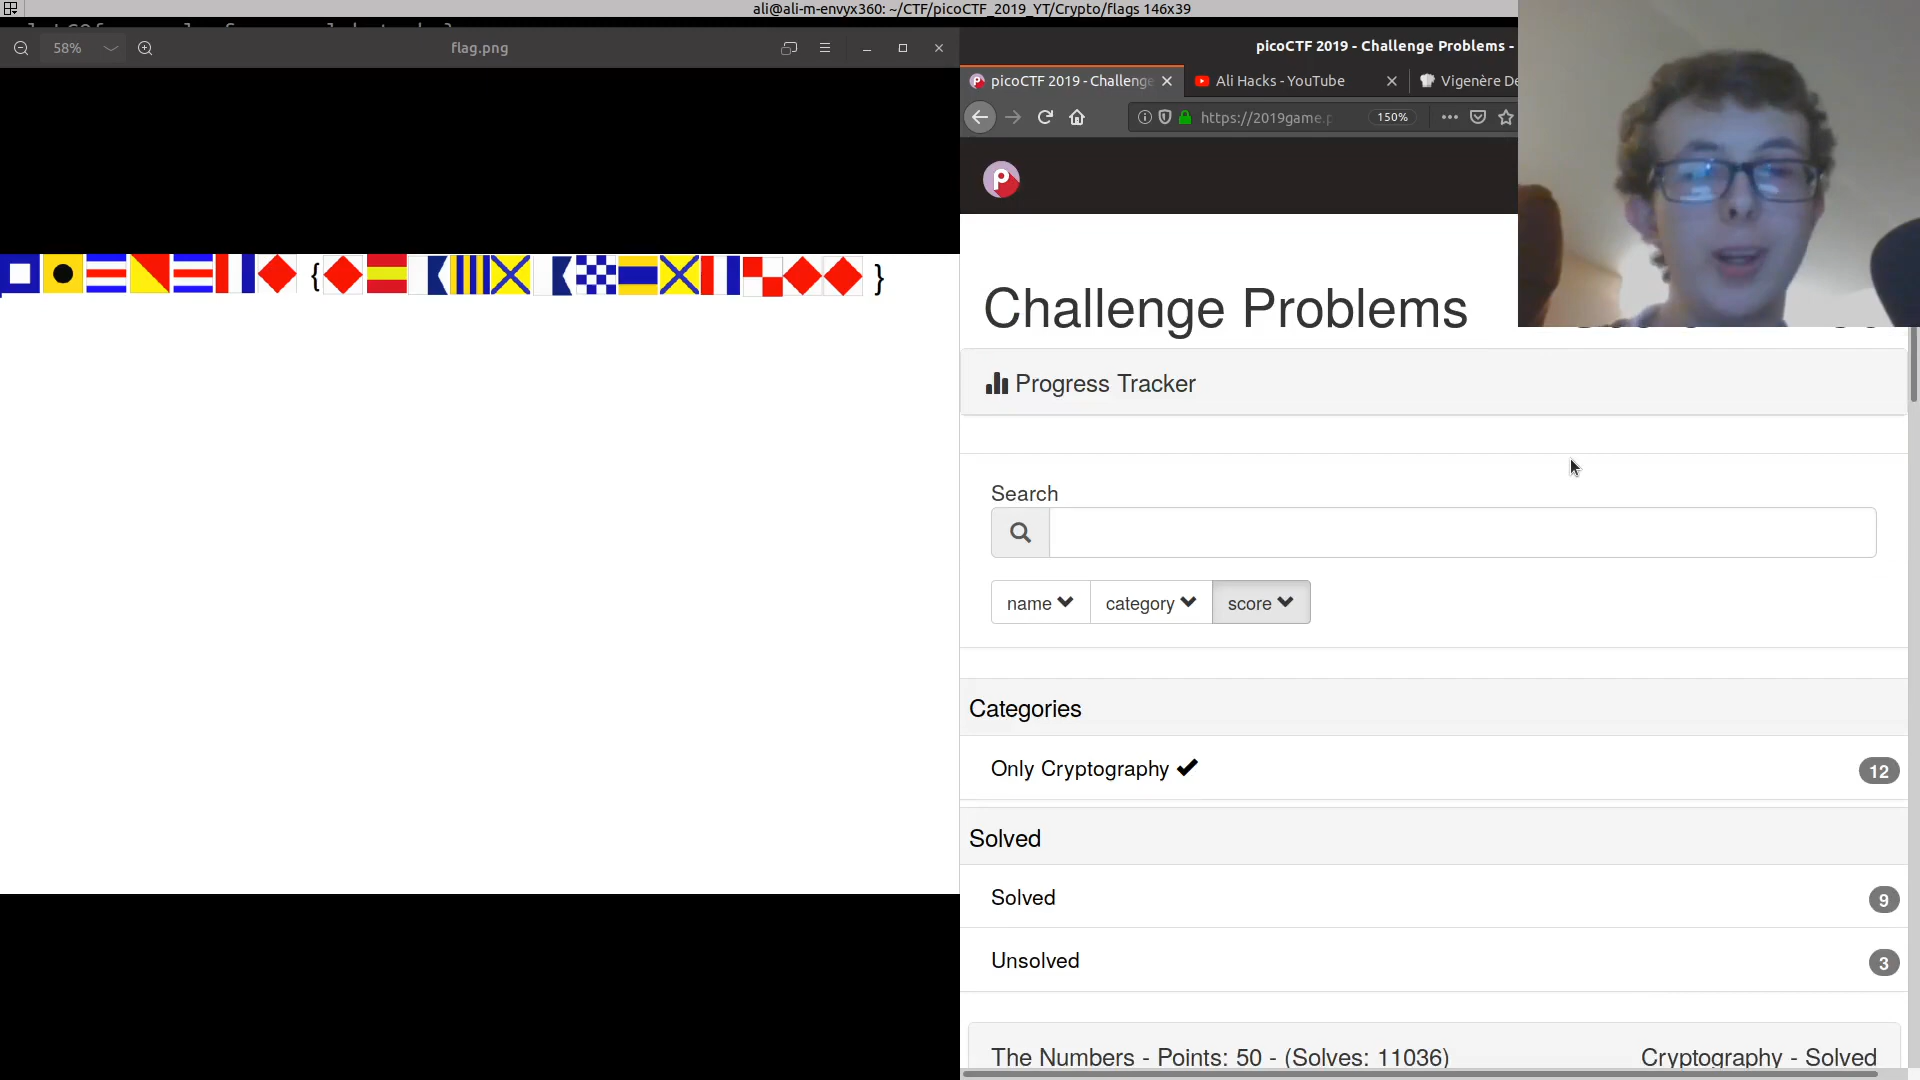 ali@ali-m-envyx360: ~/CTF/picoCTF_2019_YT/Crypto/flags 146x39
58%
flag.png
picoCTF 2019 - Challenge Problems -
picoCTF 2019 - Challenge
Ali Hacks - YouTube
Vigenère De
https://2019game.p
150%
P
{ }
Challenge Problems
Progress Tracker
Search
name
category
score
Categories
Only Cryptography
12
Solved
Solved
9
Unsolved
3
The Numbers - Points: 50 - (Solves: 11036)
Cryptography - Solved